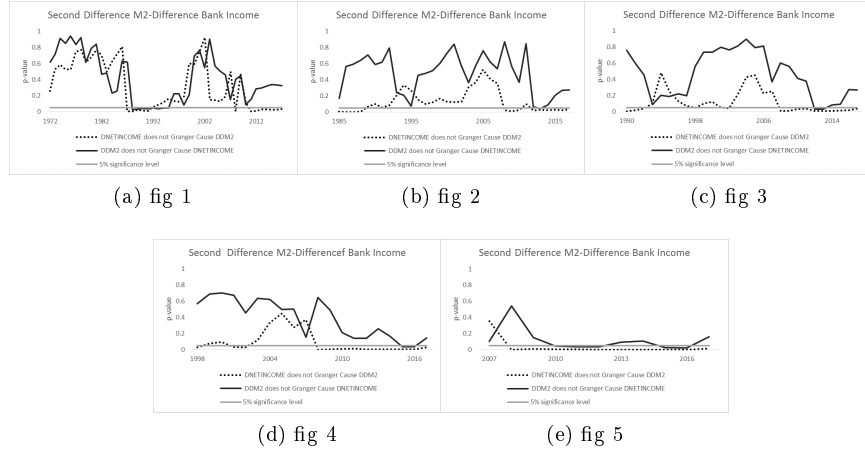 Second Difference M2-Difference Bank Income
p-value
1
0.8
0.6
0.4
0.2
0
1972 1982 1992 2002 2012
DNETINCOME does not Granger Cause DDM2
DDM2 does not Granger Cause DNETINCOME
5% significance level
(a) fig 1
Second Difference M2-Difference Bank Income
p-value
1
0.8
0.6
0.4
0.2
0
1985 1995 2005 2015
DNETINCOME does not Granger Cause DDM2
DDM2 does not Granger Cause DNETINCOME
5% significance level
(b) fig 2
Second Difference M2-Difference Bank Income
p-value
1
0.8
0.6
0.4
0.2
0
1990 1998 2006 2014
DNETINCOME does not Granger Cause DDM2
DDM2 does not Granger Cause DNETINCOME
5% significance level
(c) fig 3
Second Difference M2-Differencef Bank Income
p-value
1
0.8
0.6
0.4
0.2
0
1998 2004 2010 2016
DNETINCOME does not Granger Cause DDM2
DDM2 does not Granger Cause DNETINCOME
5% significance level
(d) fig 4
Second Difference M2-Difference Bank Income
p-value
1
0.8
0.6
0.4
0.2
0
2007 2010 2013 2016
DNETINCOME does not Granger Cause DDM2
DDM2 does not Granger Cause DNETINCOME
5% significance level
(e) fig 5